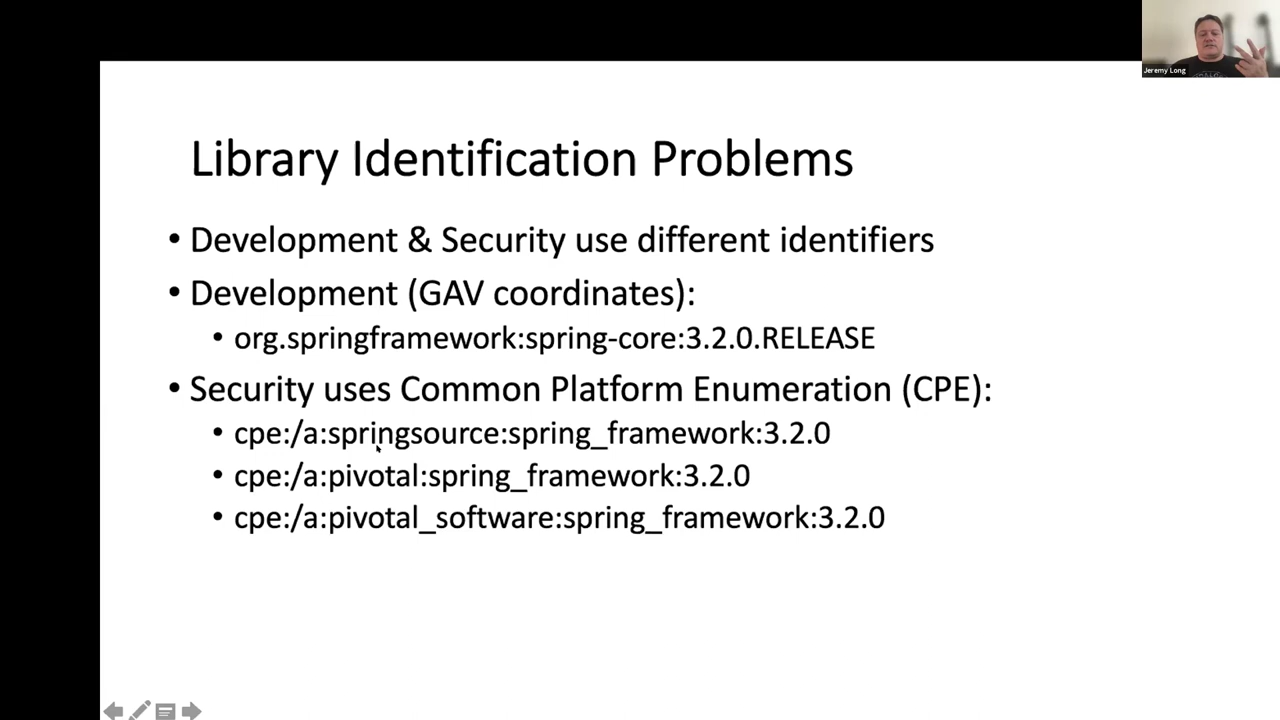 Jeremy Long
Library Identification Problems
• Development & Security use different identifiers
• Development (GAV coordinates):
• org.springframework:spring-core:3.2.0.RELEASE
• Security uses Common Platform Enumeration (CPE):
• cpe:/a:springsource:spring_framework:3.2.0
• cpe:/a:pivotal:spring_framework:3.2.0
• cpe:/a:pivotal_software:spring_framework:3.2.0